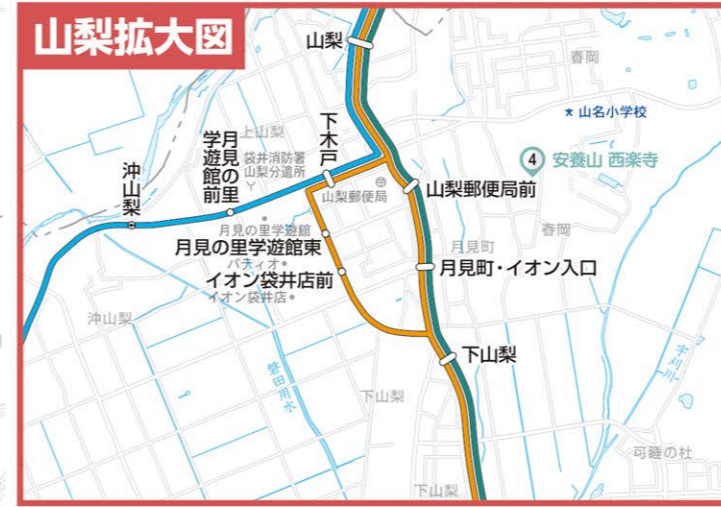 山梨拡大図
山梨
春岡
山名小学校
上山梨
下木戸
月見の里
学遊館前
袋井消防署
山梨分遣所
沖山梨
4
安養山 西楽寺
山梨郵便局
山梨郵便局前
春岡
月見の里学遊館
月見町
月見の里学遊館東
パティオ
月見町・イオン入口
イオン袋井店前
イオン袋井店
沖山梨
下山梨
磐田用水
宇刈川
下山梨
可睡の杜
下山梨